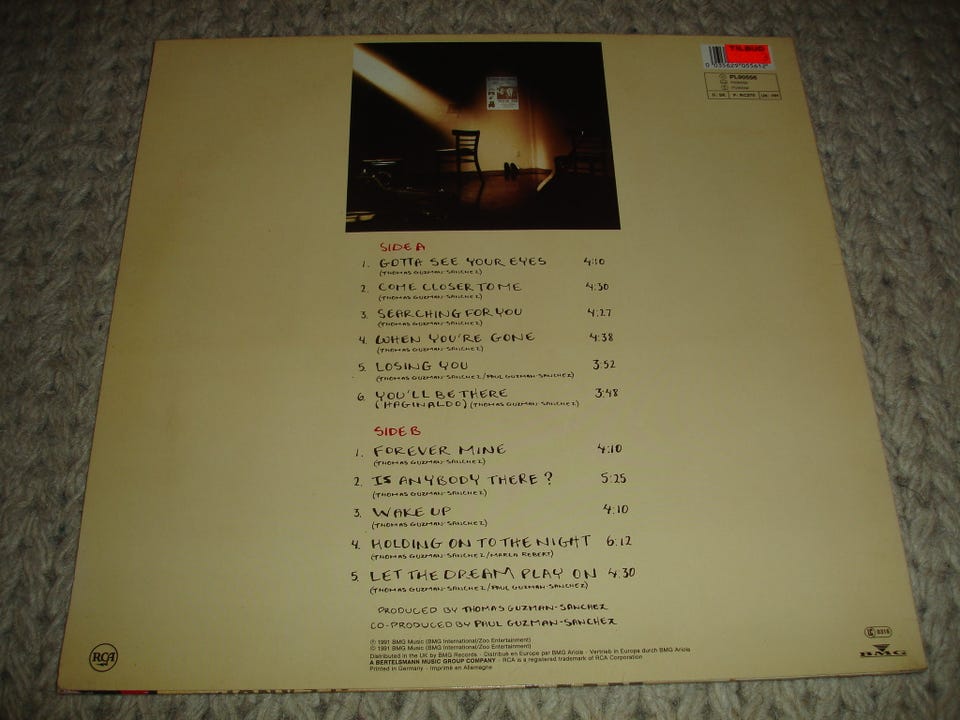 TILBUD
0 035629 055612
PL90556
SIDE A
1. GOTTA SEE YOUR EYES 4:10
(THOMAS GUZMAN-SANCHEZ)
2. COME CLOSER TO ME 4:30
(THOMAS GUZMAN-SANCHEZ)
3. SEARCHING FOR YOU 4:27
(THOMAS GUZMAN-SANCHEZ)
4. WHEN YOU'RE GONE 4:38
(THOMAS GUZMAN-SANCHEZ)
5. LOSING YOU 3:52
(THOMAS GUZMAN-SANCHEZ/PAUL GUZMAN-SANCHEZ)
6. YOU'LL BE THERE 3:48
('HAGINALDO) (THOMAS GUZMAN-SANCHEZ)
SIDE B
1. FOREVER MINE 4:10
(THOMAS GUZMAN-SANCHEZ)
2. IS ANYBODY THERE? 5:25
(THOMAS GUZMAN-SANCHEZ)
3. WAKE UP 4:10
(THOMAS GUZMAN-SANCHEZ)
4. HOLDING ON TO THE NIGHT 6:12
(THOMAS GUZMAN-SANCHEZ/MARLA REBERT)
5. LET THE DREAM PLAY ON 4:30
(THOMAS GUZMAN-SANCHEZ/PAUL GUZMAN-SANCHEZ)
PRODUCED BY THOMAS GUZMAN-SANCHEZ
CO-PRODUCED BY PAUL GUZMAN-SANCHEZ
℗ 1991 BMG Music (BMG International/Zoo Entertainment)
© 1991 BMG Music (BMG International/Zoo Entertainment)
Distributed in the UK by BMG Records - Distribué en Europe par BMG Ariola - Vertrieb in Europa durch BMG Ariola
A BERTELSMANN MUSIC GROUP COMPANY - RCA is a registered trademark of RCA Corporation
Printed in Germany - Imprimé en Allemagne
RCA
LC 0316
BMG